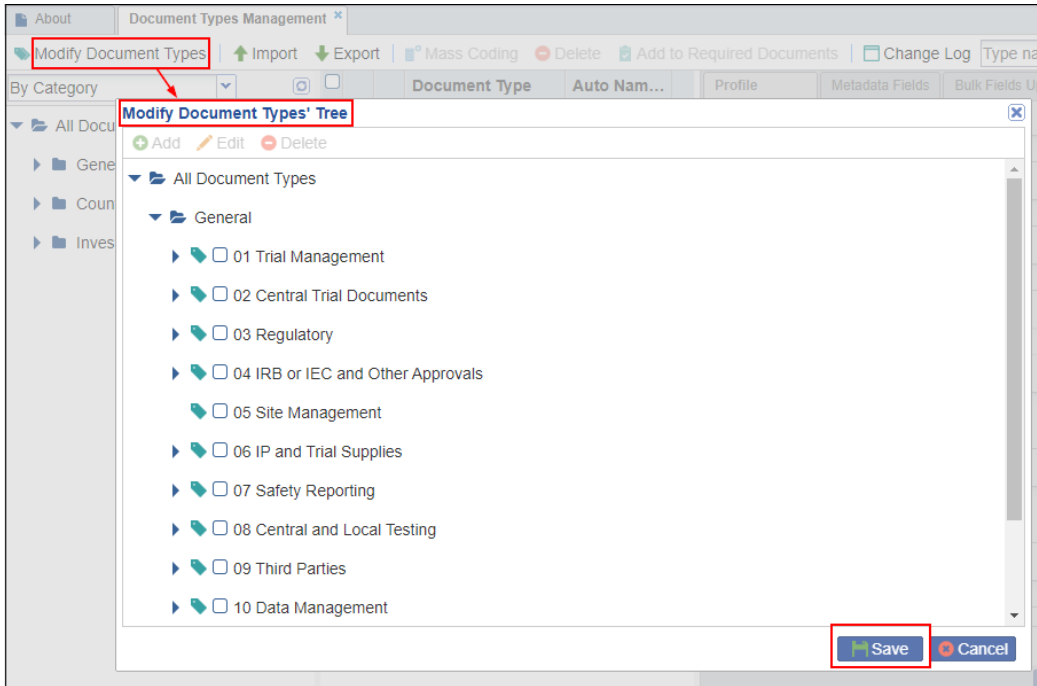 About
Document Types Management
Modify Document Types Import Export Mass Coding Delete Add to Required Documents Change Log Type na
By Category Document Type Auto Nam... Profile Metadata Fields Bulk Fields U
Modify Document Types' Tree
All Docu
Add Edit Delete
Gene
All Document Types
Coun
General
Inves
01 Trial Management
02 Central Trial Documents
03 Regulatory
04 IRB or IEC and Other Approvals
05 Site Management
06 IP and Trial Supplies
07 Safety Reporting
08 Central and Local Testing
09 Third Parties
10 Data Management
Save Cancel